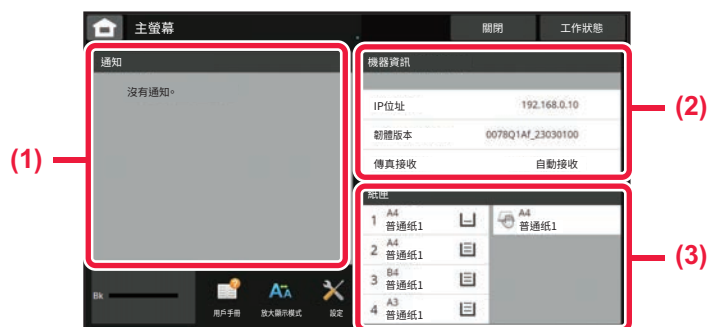 主螢幕
關閉
工作狀態
通知
沒有通知。
(1)
機器資訊
IP位址 192.168.0.10
韌體版本 0078Q1Af_23030100
傳真接收 自動接收
(2)
紙匣
1 A4
普通紙1
2 A4
普通紙1
3 B4
普通紙1
4 A3
普通紙1
A4
普通紙1
(3)
Bk
用戶手冊
AAA
放大顯示模式
設定